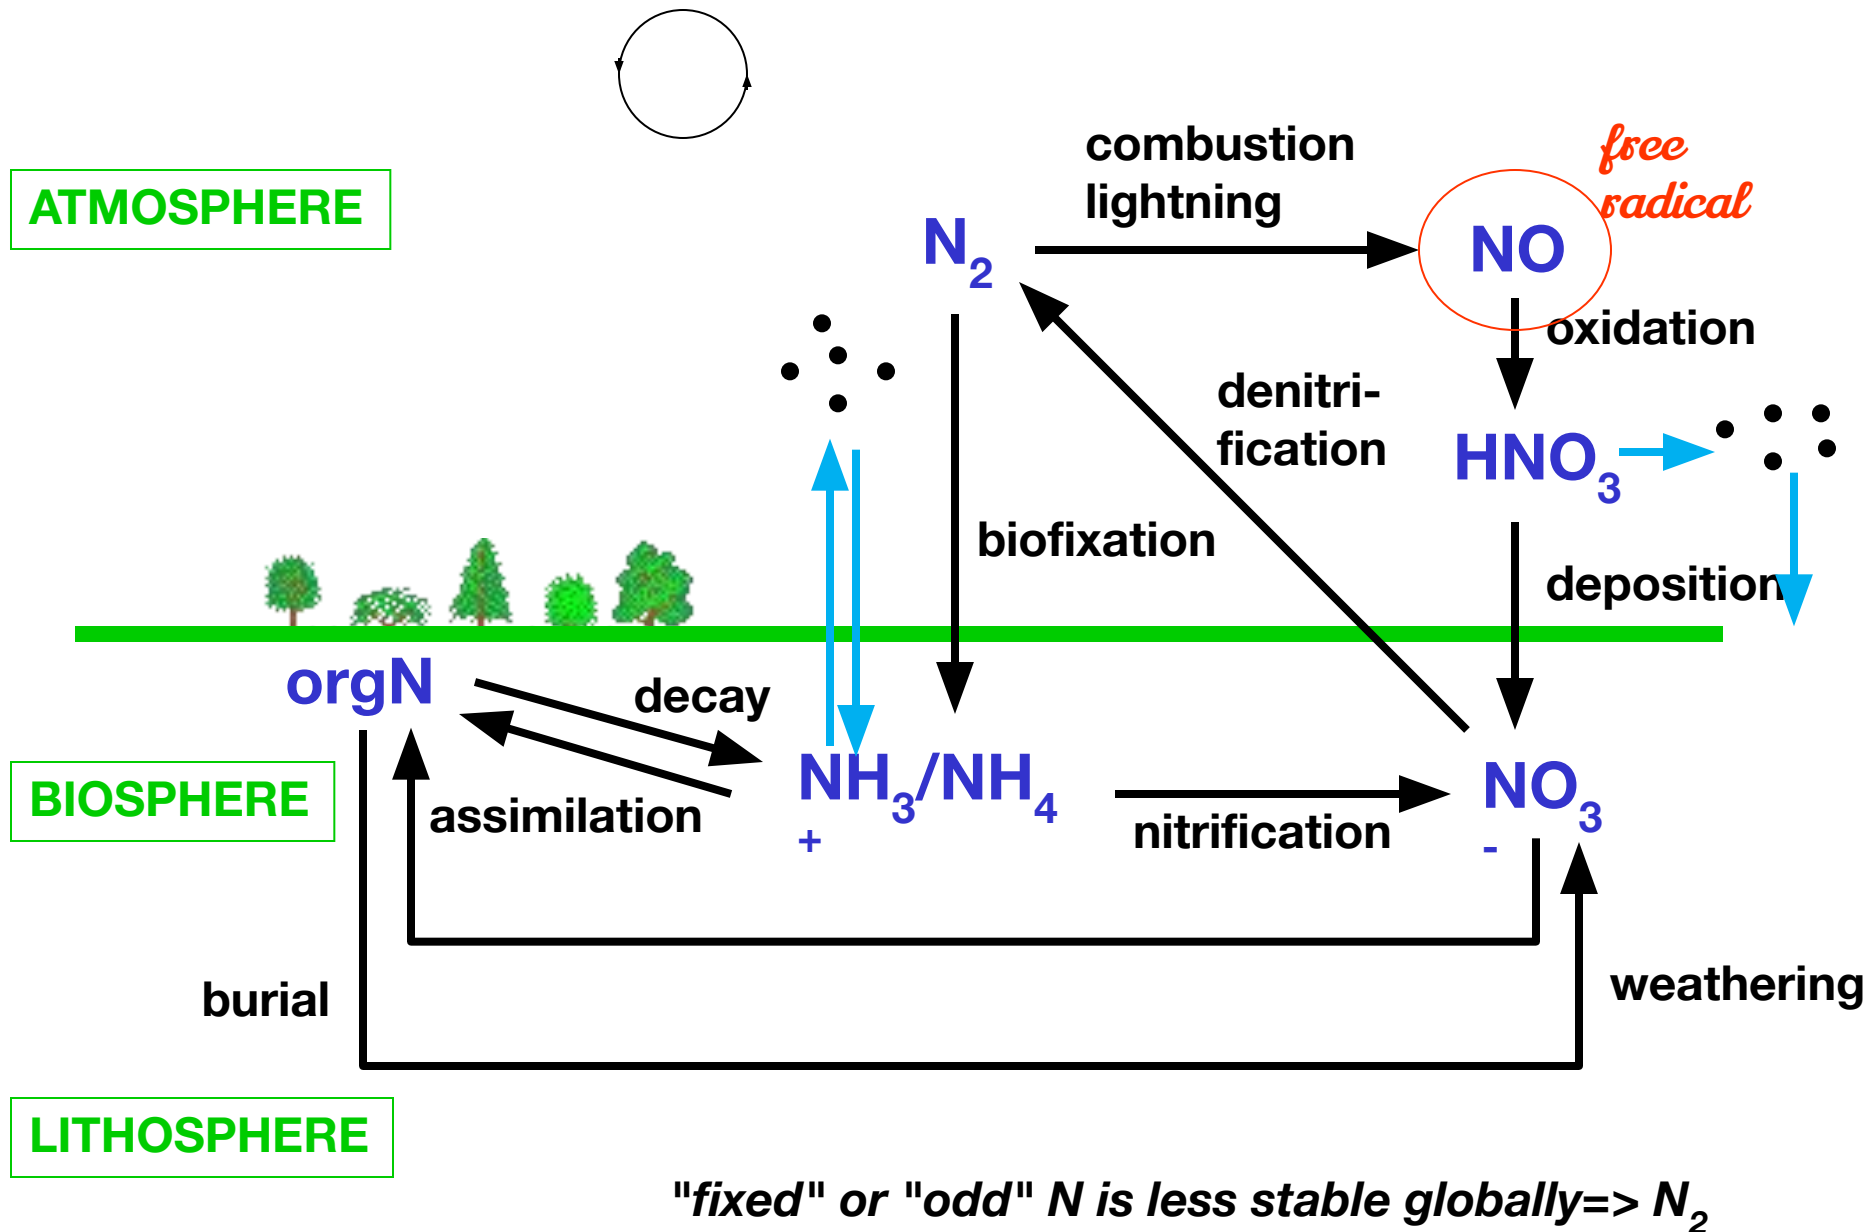 combustion
lightning
free
radical
ATMOSPHERE
N₂
NO
oxidation
denitri-
fication
HNO₃
biofixation
deposition
orgN
decay
NH₃/NH₄
+
NO₃
-
BIOSPHERE
assimilation
nitrification
burial
weathering
LITHOSPHERE
"fixed" or "odd" N is less stable globally=> N₂